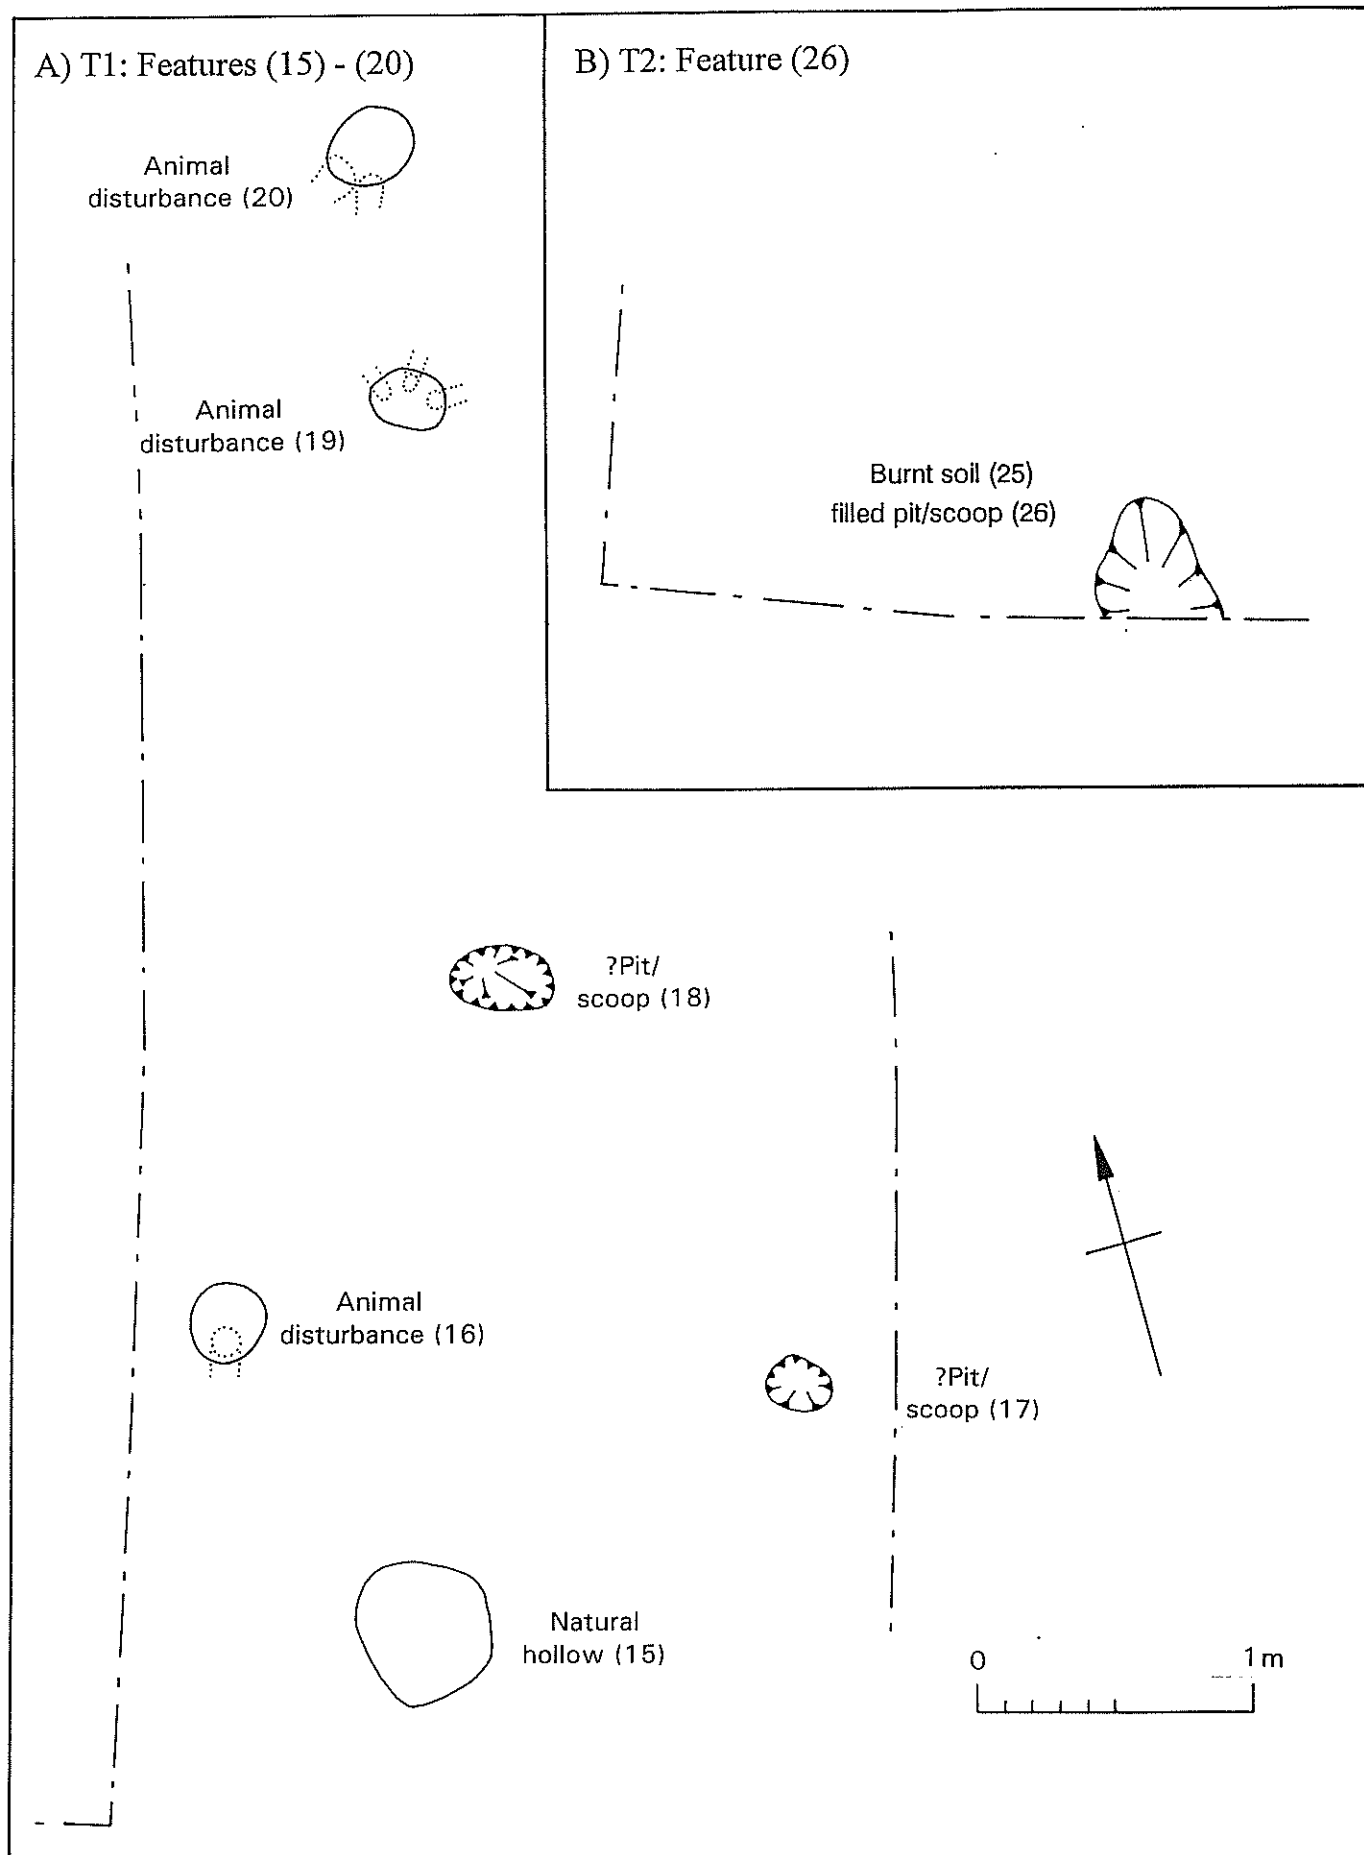 A) T1: Features (15) - (20)
B) T2: Feature (26)
Animal
disturbance (20)
Animal
disturbance (19)
Burnt soil (25)
filled pit/scoop (26)
?Pit/
scoop (18)
Animal
disturbance (16)
?Pit/
scoop (17)
Natural
hollow (15)
0 1 m